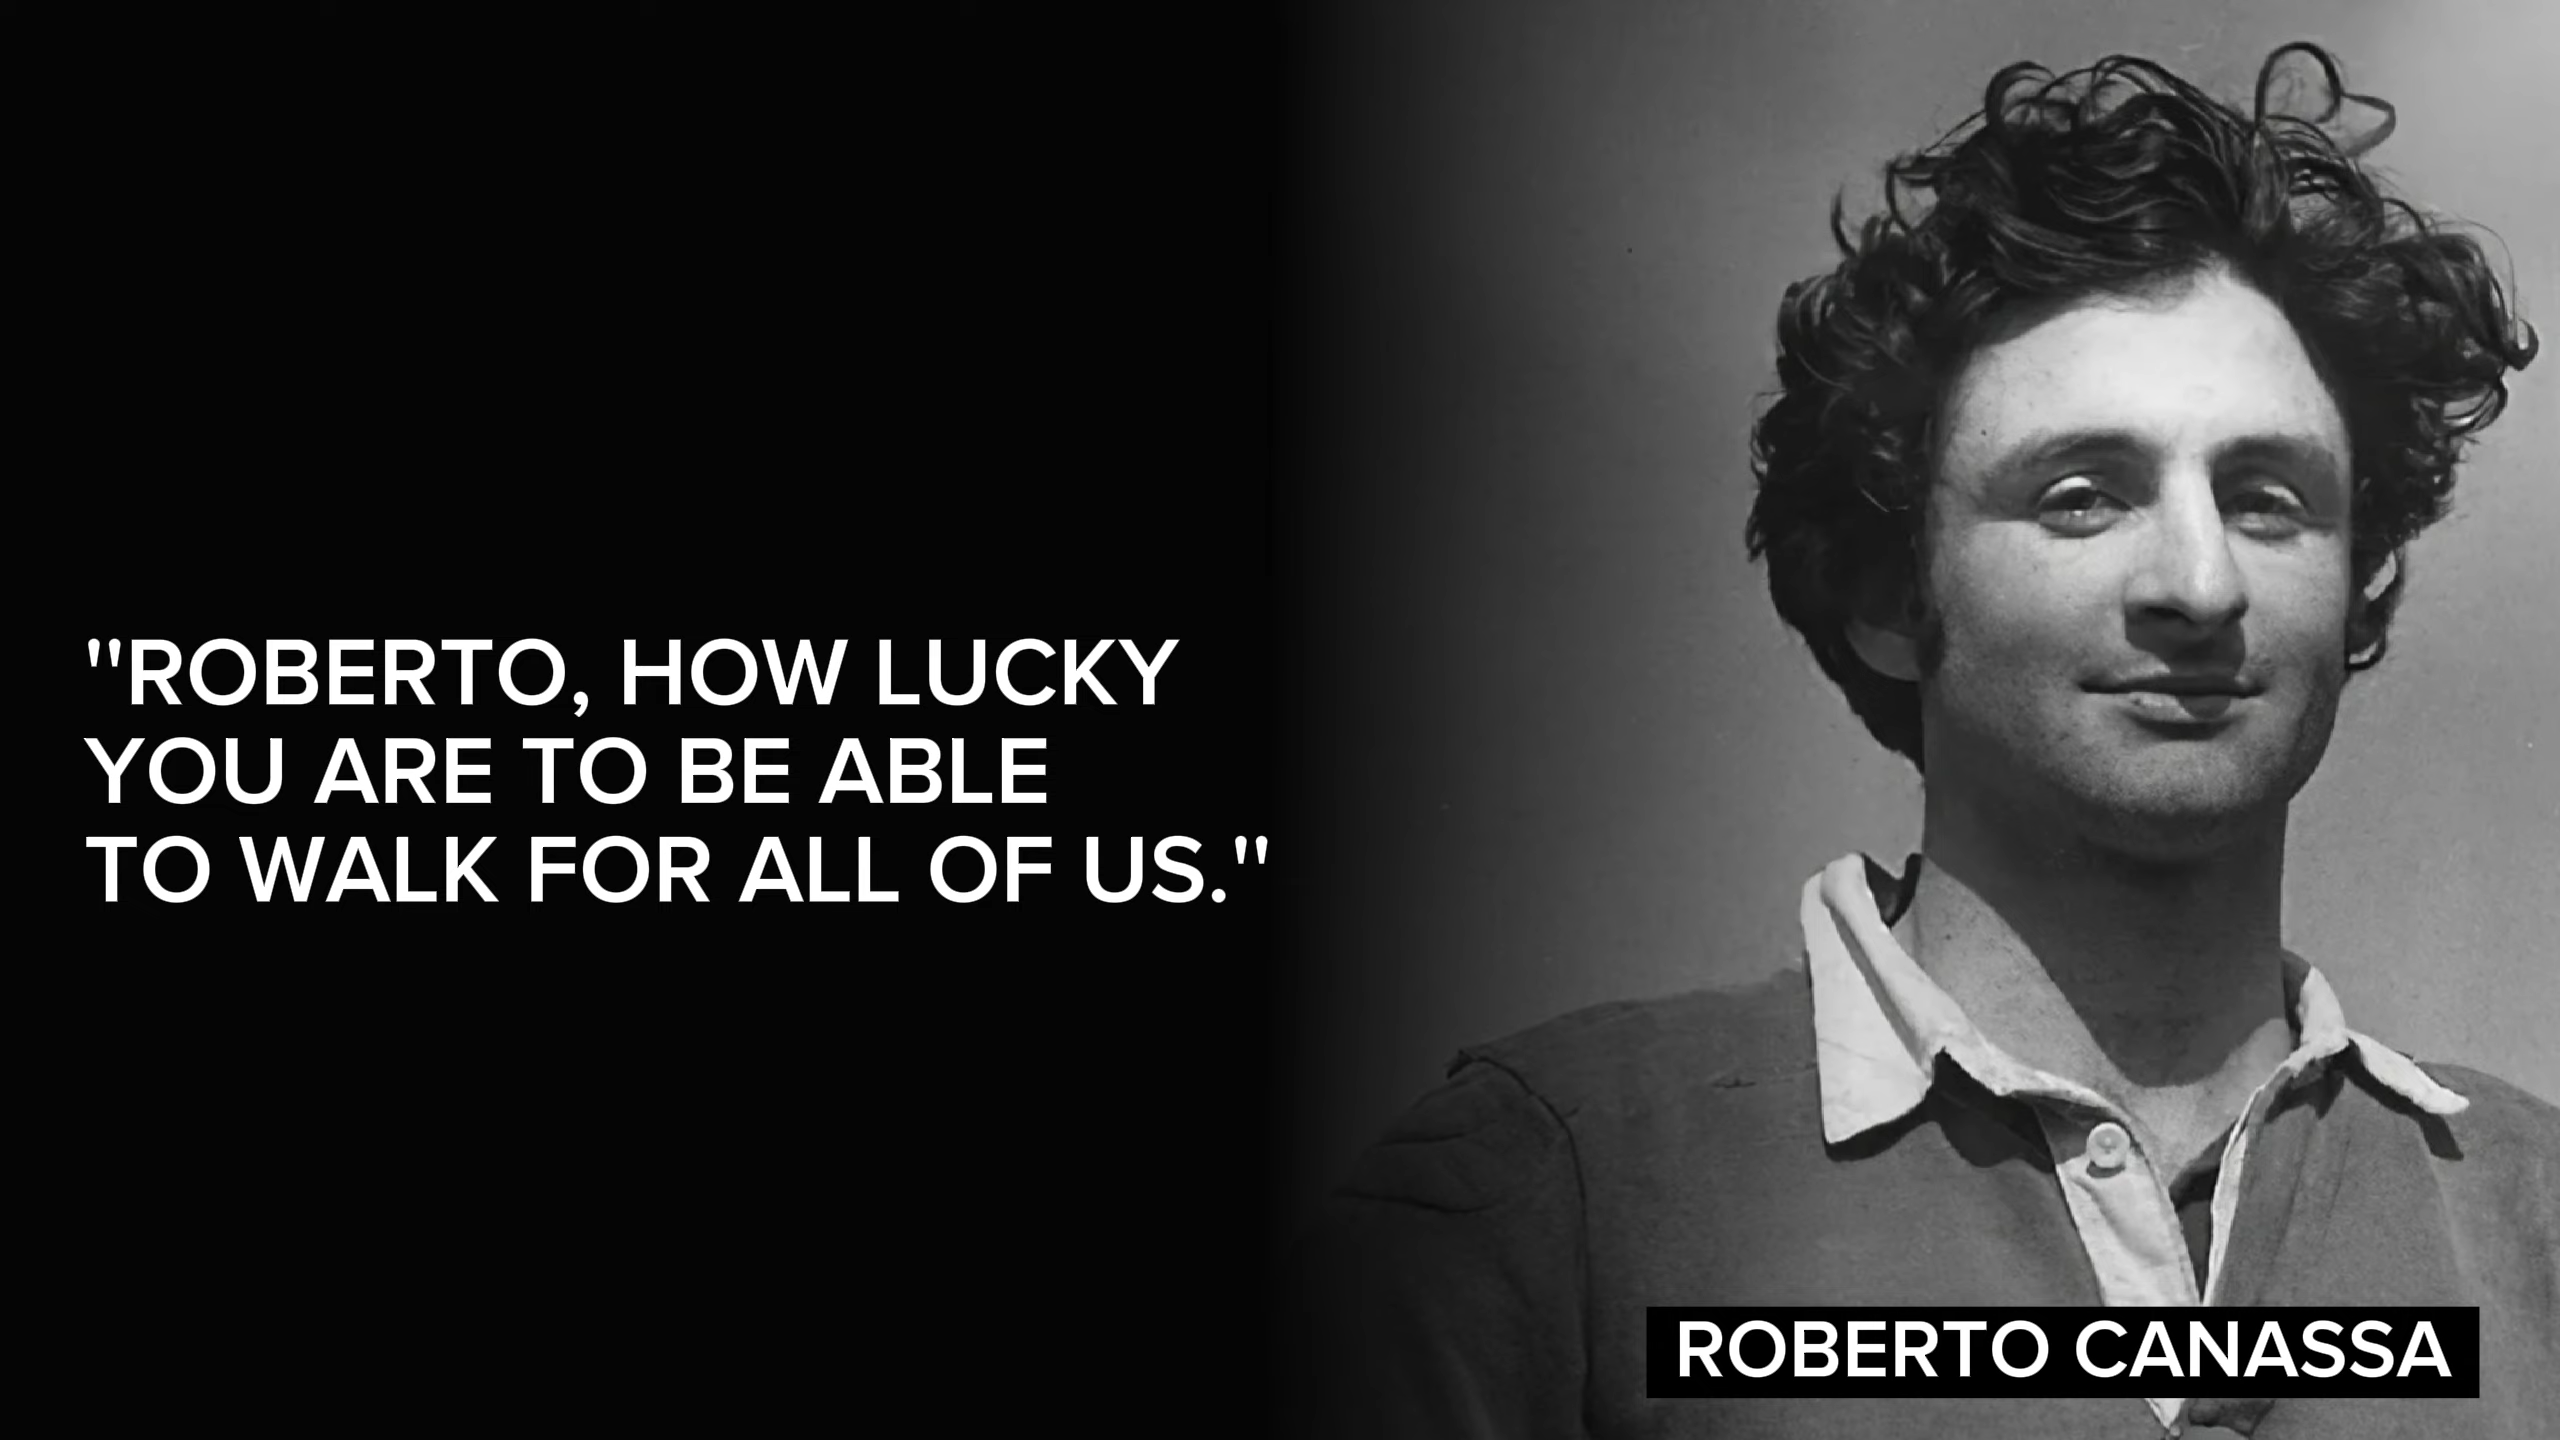 "ROBERTO, HOW LUCKY
YOU ARE TO BE ABLE
TO WALK FOR ALL OF US."
ROBERTO CANASSA